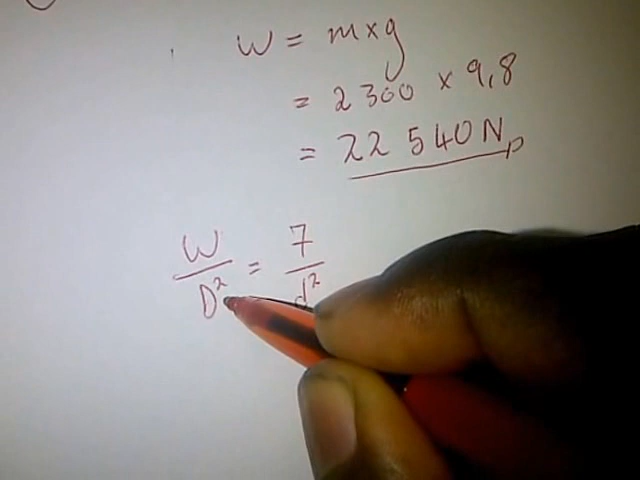 W = m×g
= 2300 × 9,8
= 22 540 N
W/D² = 7/d²